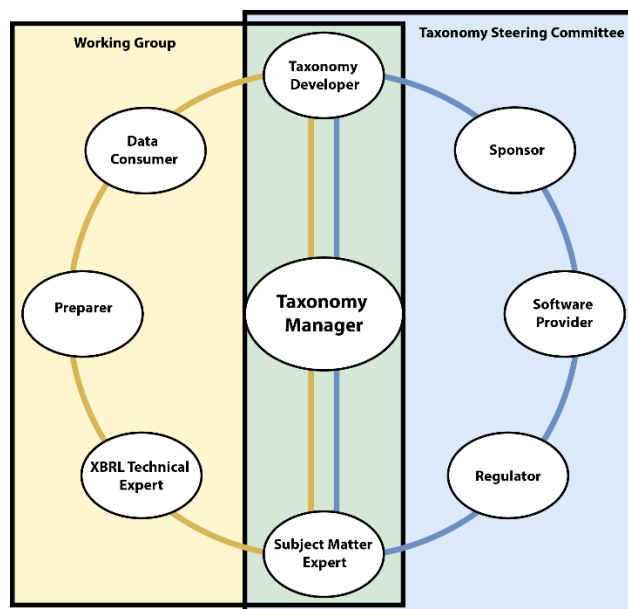 Working Group
Taxonomy Steering Committee
Taxonomy
Developer
Data
Consumer
Sponsor
Preparer
Taxonomy
Manager
Software
Provider
XBRL Technical
Expert
Regulator
Subject Matter
Expert